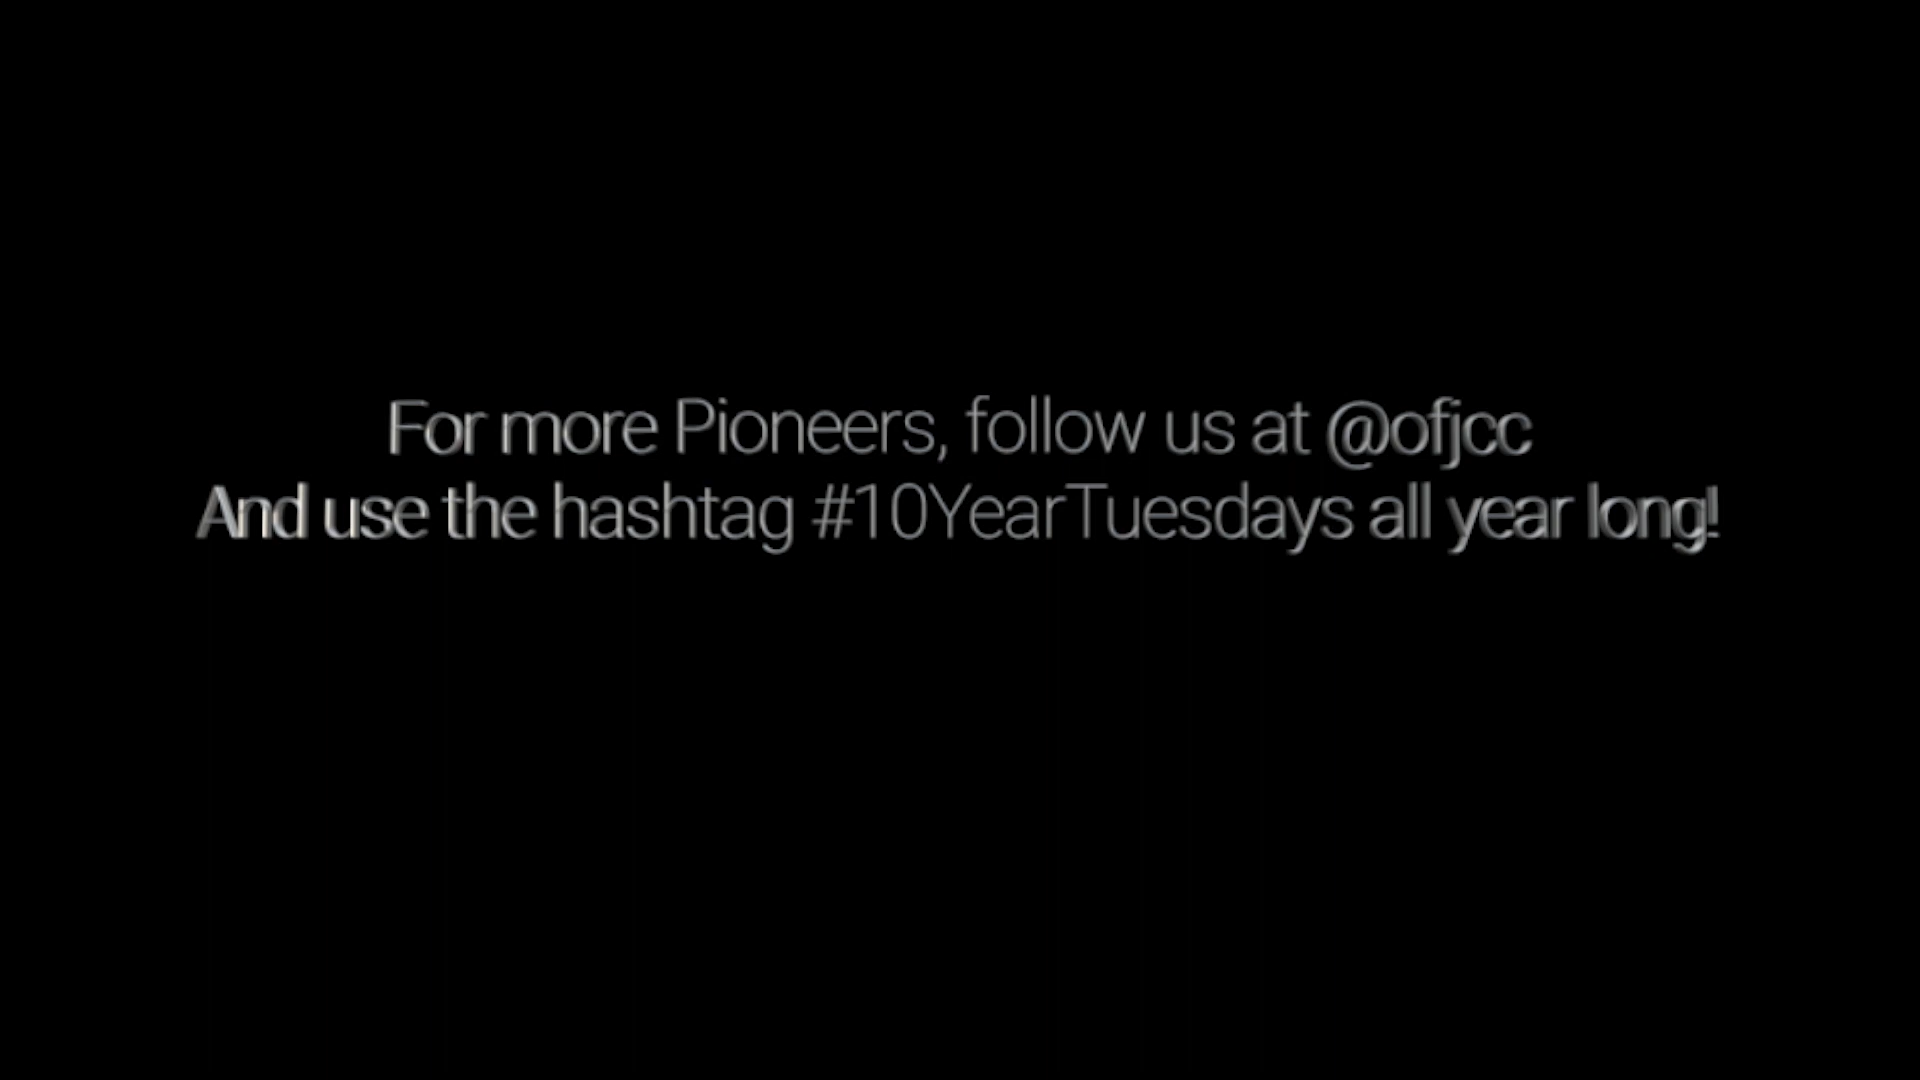 For more Pioneers, follow us at @ofjcc
And use the hashtag #10YearTuesdays all year long!